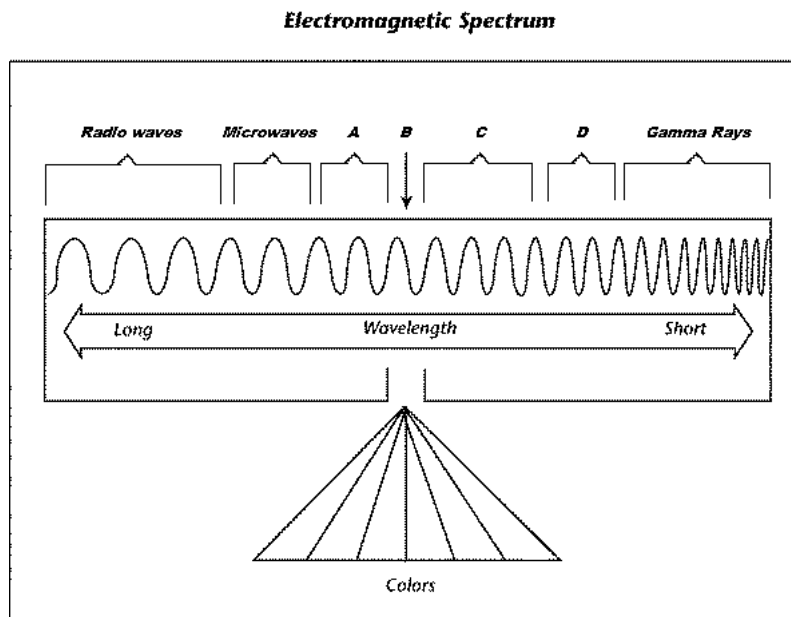 Electromagnetic Spectrum
Radio waves Microwaves A B C D Gamma Rays
Long Wavelength Short
Colors